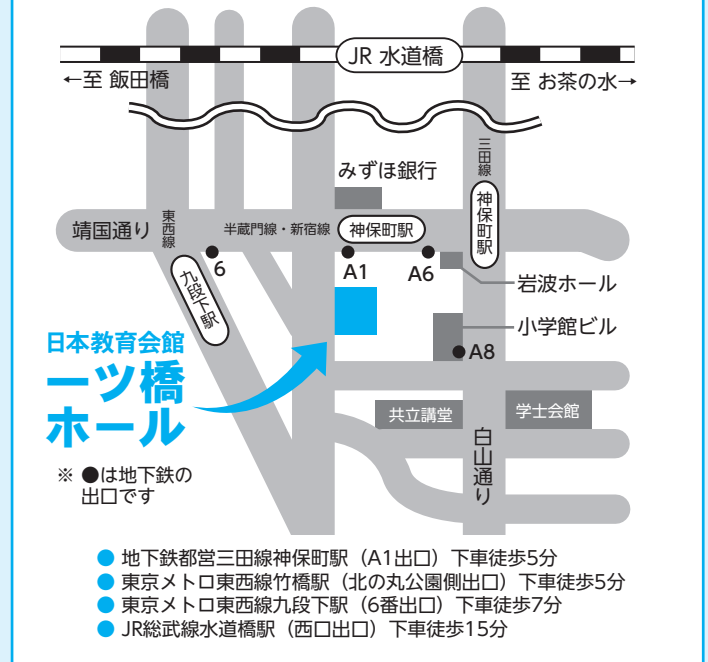 JR 水道橋
←至 飯田橋
至 お茶の水→
三田線
みずほ銀行
神保町駅
靖国通り
東西線
半蔵門線・新宿線
神保町駅
6
A1
A6
九段下駅
岩波ホール
小学館ビル
A8
日本教育会館
一ツ橋
ホール
共立講堂
学士会館
白山通り
※ ●は地下鉄の
出口です
● 地下鉄都営三田線神保町駅（A1出口）下車徒歩5分
● 東京メトロ東西線竹橋駅（北の丸公園側出口）下車徒歩5分
● 東京メトロ東西線九段下駅（6番出口）下車徒歩7分
● JR総武線水道橋駅（西口出口）下車徒歩15分